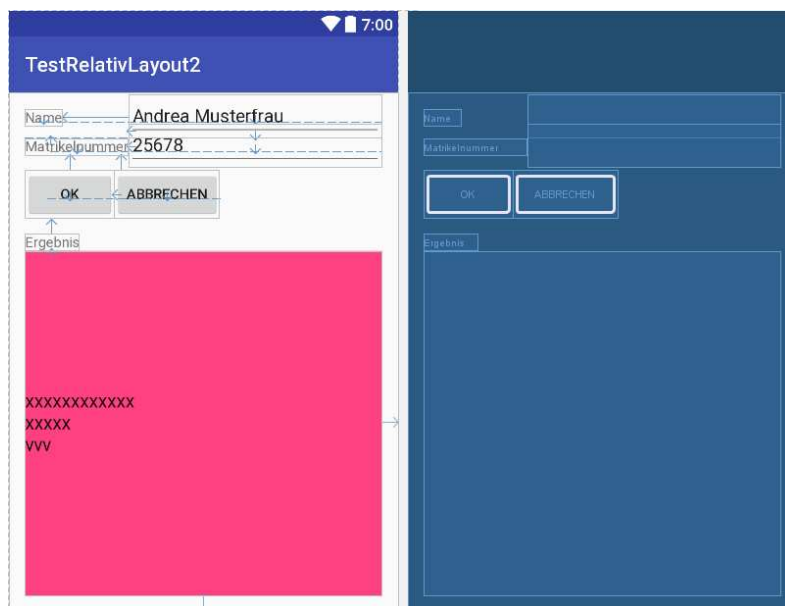 7:00
TestRelativLayout2
Name
Andrea Musterfrau
Matrikelnummer
25678
OK
ABBRECHEN
Ergebnis
xxxxxxxxxxxx
xxxxx
vvv
Name
Matrikelnummer
OK
ABBRECHEN
Ergebnis